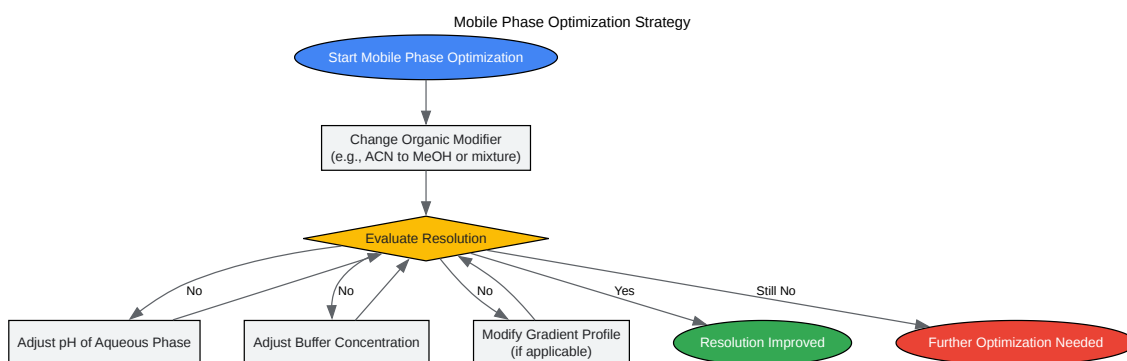 Mobile Phase Optimization Strategy
Start Mobile Phase Optimization
Change Organic Modifier
(e.g., ACN to MeOH or mixture)
Evaluate Resolution
No
No
No
Yes
Still No
Adjust pH of Aqueous Phase
Adjust Buffer Concentration
Modify Gradient Profile
(if applicable)
Resolution Improved
Further Optimization Needed